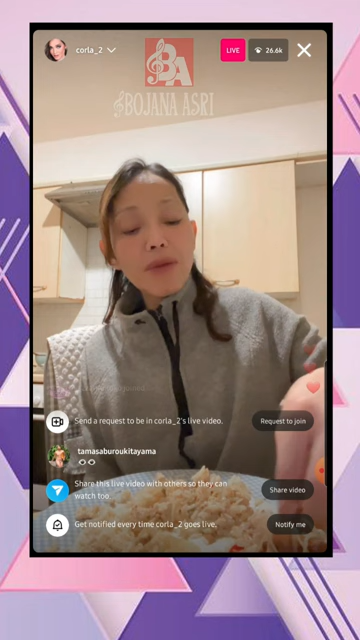 corla_2
LIVE
26.6k
BA
BOJANA ASRI
Send a request to be in corla_2's live video.
Request to join
tamasaburoukitayama
Share this live video with others so they can
watch too.
Share video
Get notified every time corla_2 goes live.
Notify me